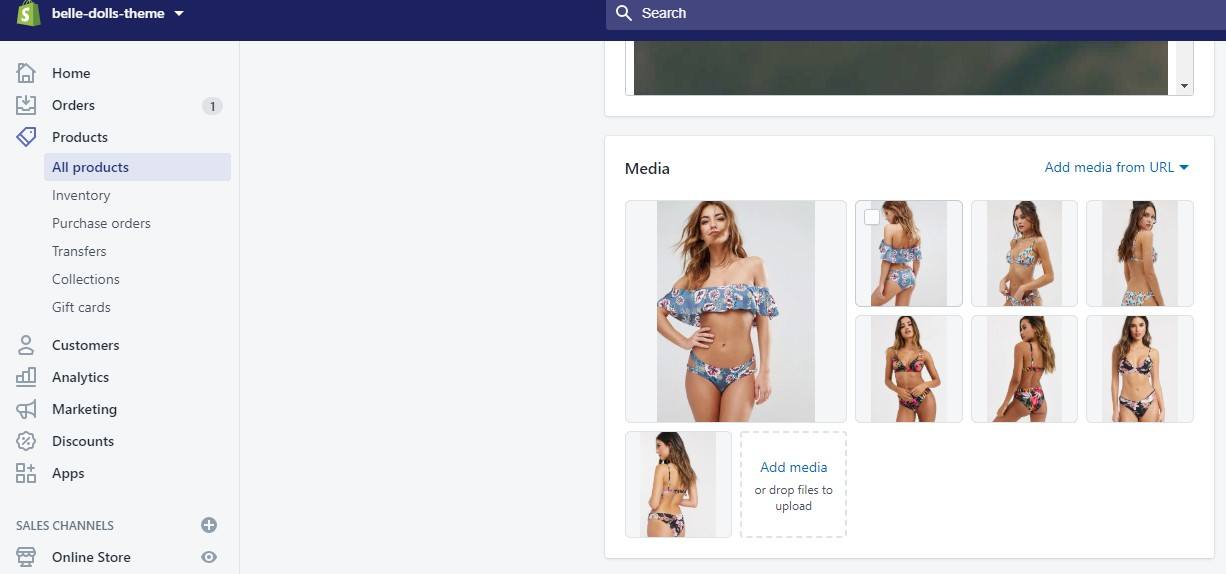 belle-dolls-theme
Search
Home
Orders
1
Products
All products
Inventory
Purchase orders
Transfers
Collections
Gift cards
Customers
Analytics
Marketing
Discounts
Apps
SALES CHANNELS
Online Store
Media
Add media from URL
Add media
or drop files to
upload